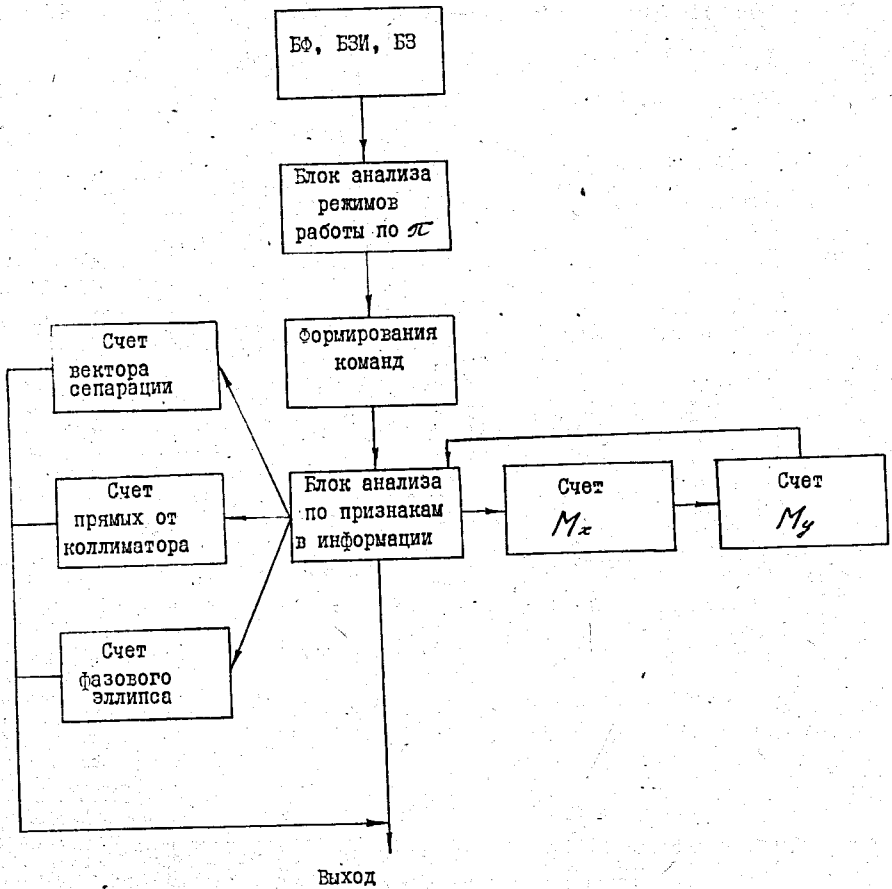 БФ, БЗИ, БЗ
Блок анализа
режимов
работы по π
Формирования
команд
Счет
вектора
сепарации
Счет
прямых от
коллиматора
Счет
фазового
эллипса
Блок анализа
по признакам
в информации
Счет
Mx
Счет
My
Выход